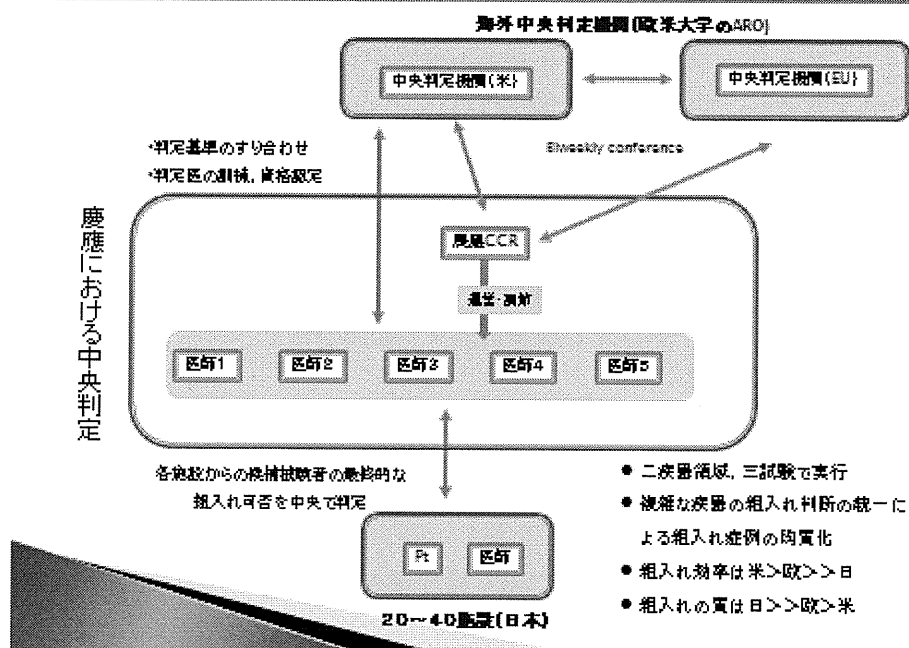 海外中央判定機関(欧米大学のARO)
中央判定機関(米)
中央判定機関(EU)
・判定基準のすり合わせ
・判定医の訓練，資格認定
Biweekly conference
慶應における中央判定
慶應CCR
運営・調節
医師1
医師2
医師3
医師4
医師5
各施設からの候補被験者の最終的な
組入れ可否を中央で判定
Pt
医師
20～40施設(日本)
● 二疾患領域，三試験で実行
● 複雑な疾患の組入れ判断の統一に
よる組入れ症例の均質化
● 組入れ効率は米＞欧＞＞日
● 組入れの質は日＞＞欧＞米